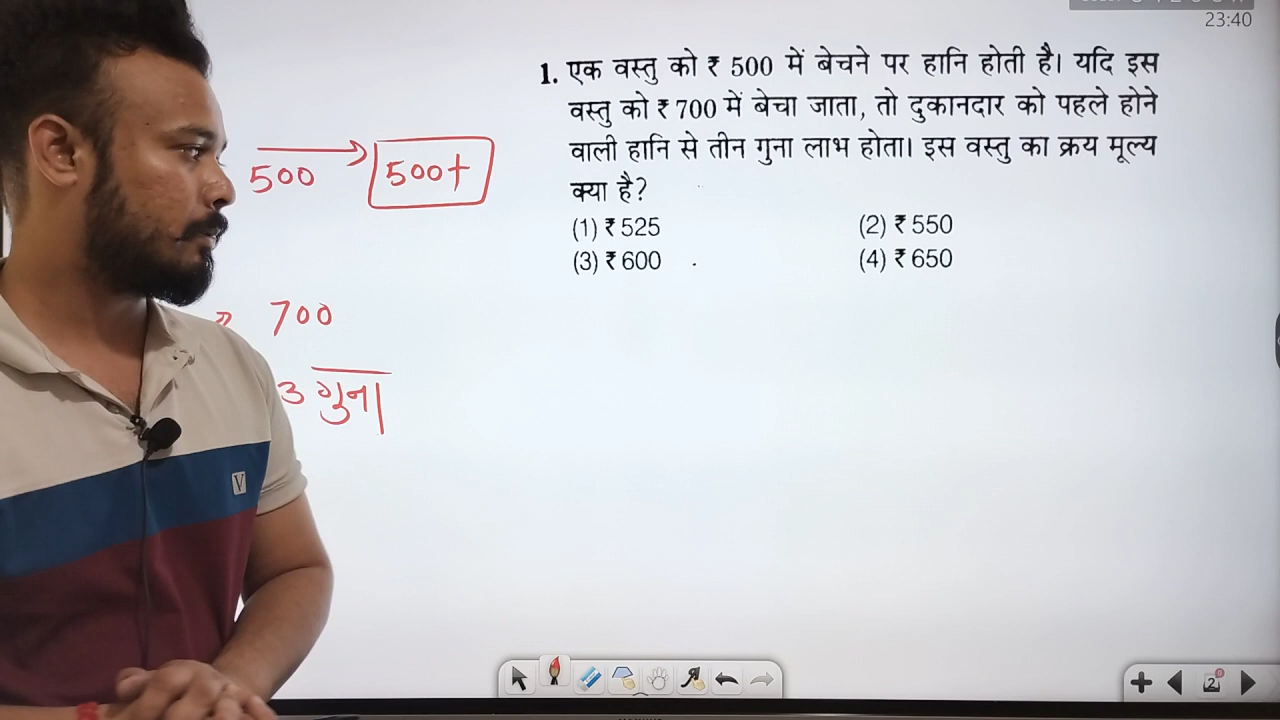 23:40
1. एक वस्तु को ₹ 500 में बेचने पर हानि होती है। यदि इस
वस्तु को ₹ 700 में बेचा जाता, तो दुकानदार को पहले होने
वाली हानि से तीन गुना लाभ होता। इस वस्तु का क्रय मूल्य
क्या है?
(1) ₹ 525 (2) ₹ 550
(3) ₹ 600 (4) ₹ 650
500 → 500+
700
3 गुना
V
2